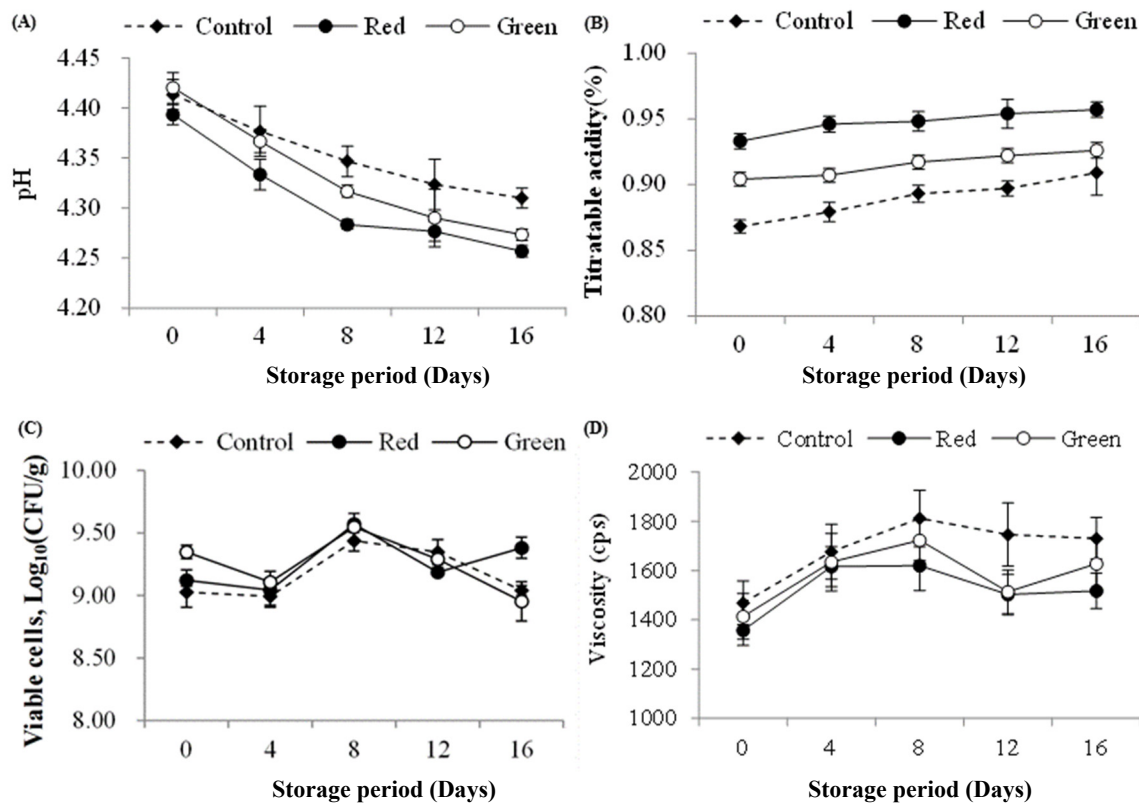 (A)
Control Red Green
4.45
4.40
4.35
4.30
4.25
4.20
pH
0 4 8 12 16
Storage period (Days)
(B)
Control Red Green
1.00
0.95
0.90
0.85
0.80
Titratable acidity(%)
0 4 8 12 16
Storage period (Days)
(C)
Control Red Green
10.00
9.50
9.00
8.50
8.00
Viable cells, Log₁₀(CFU/g)
0 4 8 12 16
Storage period (Days)
(D)
Control Red Green
2000
1800
1600
1400
1200
1000
Viscosity (cps)
0 4 8 12 16
Storage period (Days)